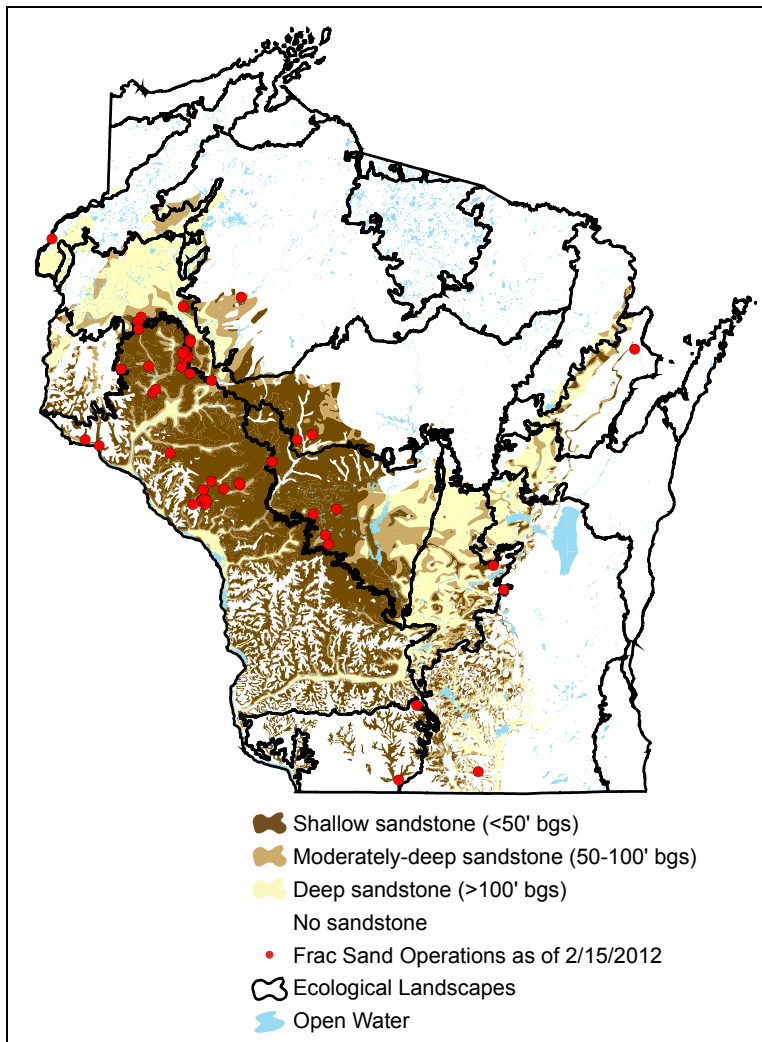 Shallow sandstone (<50' bgs)
Moderately-deep sandstone (50-100' bgs)
Deep sandstone (>100' bgs)
No sandstone
Frac Sand Operations as of 2/15/2012
Ecological Landscapes
Open Water